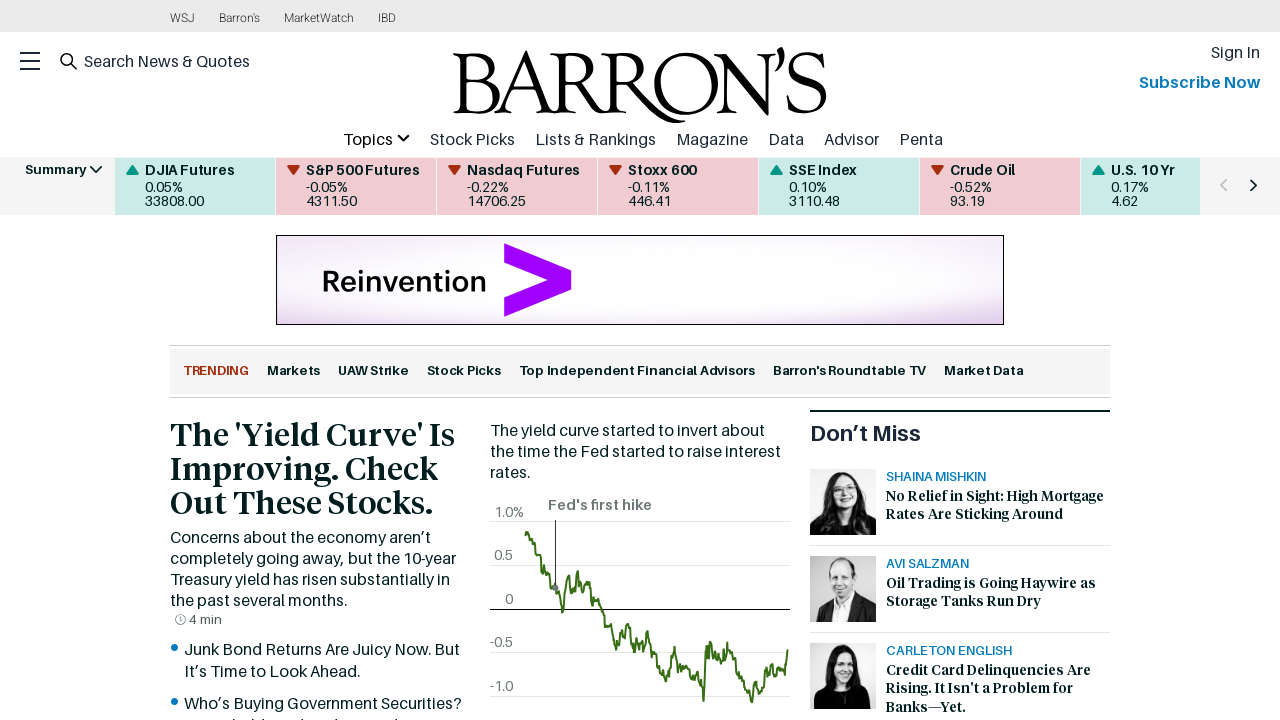 WSJ
Barron's
MarketWatch
IBD
Search News & Quotes
BARRON'S
Sign In
Subscribe Now
Topics
Stock Picks
Lists & Rankings
Magazine
Data
Advisor
Penta
Summary
DJIA Futures
0.05%
33808.00
S&P 500 Futures
-0.05%
4311.50
Nasdaq Futures
-0.22%
14706.25
Stoxx 600
-0.11%
446.41
SSE Index
0.10%
3110.48
Crude Oil
-0.52%
93.19
U.S. 10 Yr
0.17%
4.62
Reinvention
TRENDING
Markets
UAW Strike
Stock Picks
Top Independent Financial Advisors
Barron's Roundtable TV
Market Data
The 'Yield Curve' Is
Improving. Check
Out These Stocks.
Concerns about the economy aren’t
completely going away, but the 10-year
Treasury yield has risen substantially in
the past several months.
4 min
Junk Bond Returns Are Juicy Now. But
It’s Time to Look Ahead.
Who’s Buying Government Securities?
The yield curve started to invert about
the time the Fed started to raise interest
rates.
Fed's first hike
1.0%
0.5
0
-0.5
-1.0
Don’t Miss
SHAINA MISHKIN
No Relief in Sight: High Mortgage
Rates Are Sticking Around
AVI SALZMAN
Oil Trading is Going Haywire as
Storage Tanks Run Dry
CARLETON ENGLISH
Credit Card Delinquencies Are
Rising. It Isn't a Problem for
Banks—Yet.